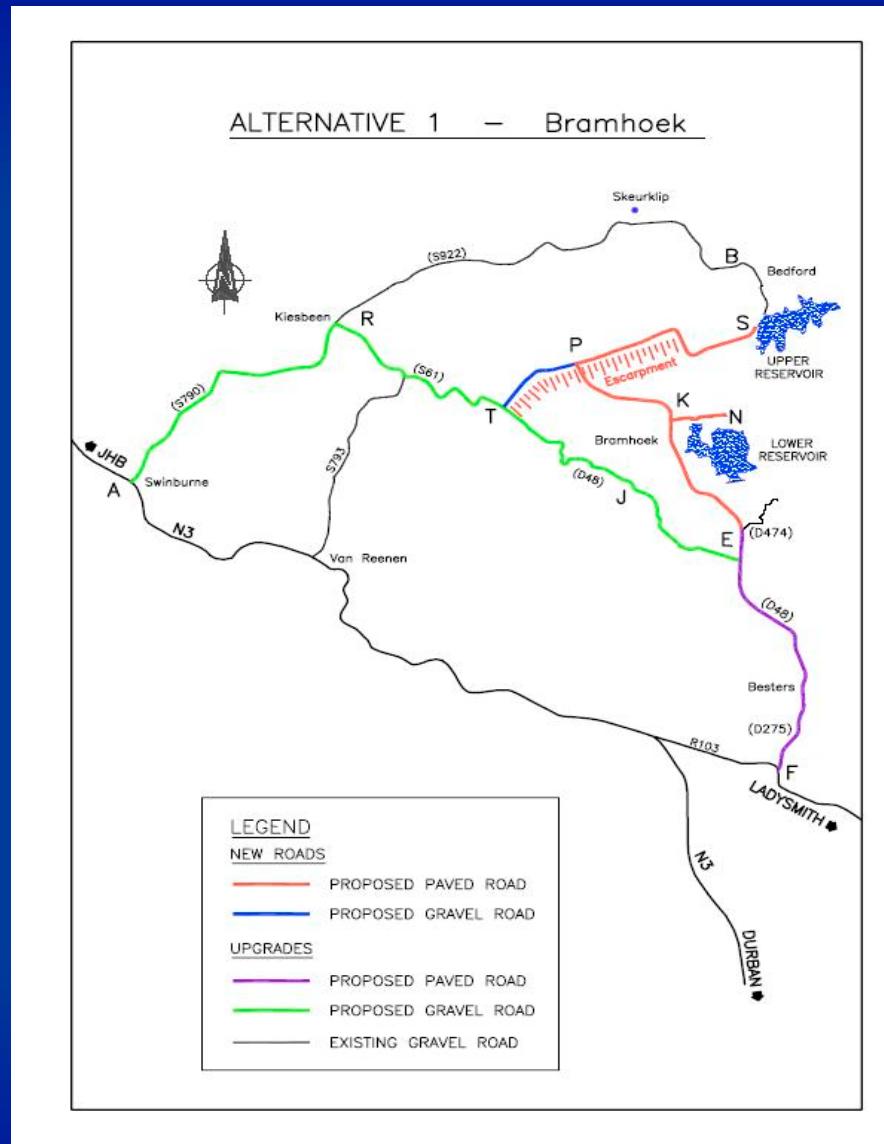 ALTERNATIVE 1 – Bramhoek
Skeurklip
(S922)
B
Bedford
Kiesbeen
R
S
P
UPPER
RESERVOIR
Escarpment
(S61)
(S790)
T
K
N
Bramhoek
LOWER
RESERVOIR
JHB
A
Swinburne
S793
(D48)
J
N3
E
(D474)
Van Reenen
(D48)
Besters
(D275)
R103
F
LADYSMITH
N3
DURBAN
LEGEND
NEW ROADS
PROPOSED PAVED ROAD
PROPOSED GRAVEL ROAD
UPGRADES
PROPOSED PAVED ROAD
PROPOSED GRAVEL ROAD
EXISTING GRAVEL ROAD